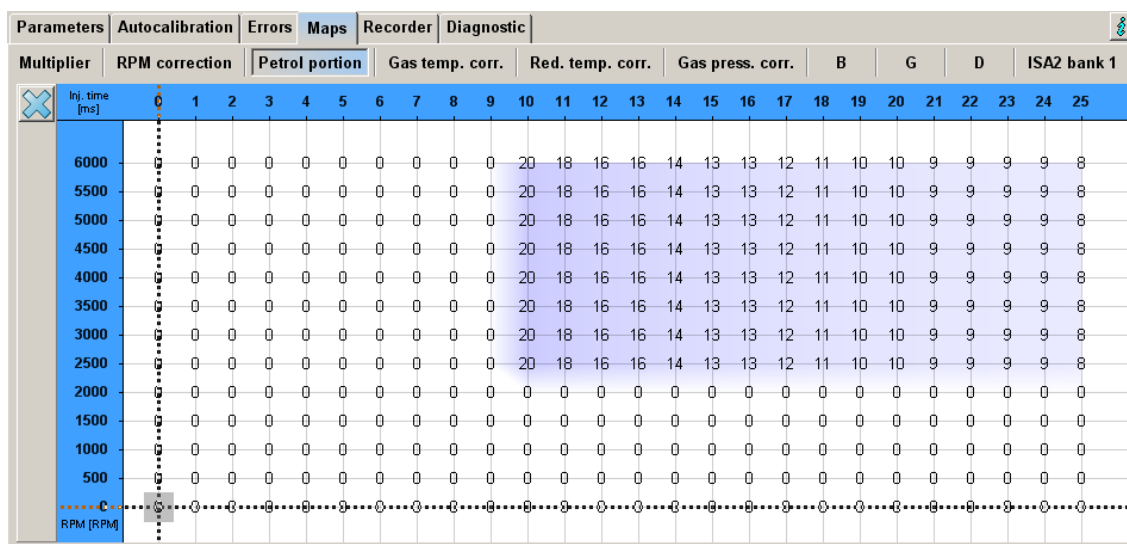 Parameters Autocalibration Errors Maps Recorder Diagnostic
Multiplier RPM correction Petrol portion Gas temp. corr. Red. temp. corr. Gas press. corr. B G D ISA2 bank 1
Inj. time [ms] 0 1 2 3 4 5 6 7 8 9 10 11 12 13 14 15 16 17 18 19 20 21 22 23 24 25
6000 0 0 0 0 0 0 0 0 0 0 20 18 16 16 14 13 13 12 11 10 10 9 9 9 9 8
5500 0 0 0 0 0 0 0 0 0 0 20 18 16 16 14 13 13 12 11 10 10 9 9 9 9 8
5000 0 0 0 0 0 0 0 0 0 0 20 18 16 16 14 13 13 12 11 10 10 9 9 9 9 8
4500 0 0 0 0 0 0 0 0 0 0 20 18 16 16 14 13 13 12 11 10 10 9 9 9 9 8
4000 0 0 0 0 0 0 0 0 0 0 20 18 16 16 14 13 13 12 11 10 10 9 9 9 9 8
3500 0 0 0 0 0 0 0 0 0 0 20 18 16 16 14 13 13 12 11 10 10 9 9 9 9 8
3000 0 0 0 0 0 0 0 0 0 0 20 18 16 16 14 13 13 12 11 10 10 9 9 9 9 8
2500 0 0 0 0 0 0 0 0 0 0 20 18 16 16 14 13 13 12 11 10 10 9 9 9 9 8
2000 0 0 0 0 0 0 0 0 0 0 0 0 0 0 0 0 0 0 0 0 0 0 0 0 0 0
1500 0 0 0 0 0 0 0 0 0 0 0 0 0 0 0 0 0 0 0 0 0 0 0 0 0 0
1000 0 0 0 0 0 0 0 0 0 0 0 0 0 0 0 0 0 0 0 0 0 0 0 0 0 0
500 0 0 0 0 0 0 0 0 0 0 0 0 0 0 0 0 0 0 0 0 0 0 0 0 0 0
0 0 0 0 0 0 0 0 0 0 0 0 0 0 0 0 0 0 0 0 0 0 0 0 0 0 0
RPM [RPM]